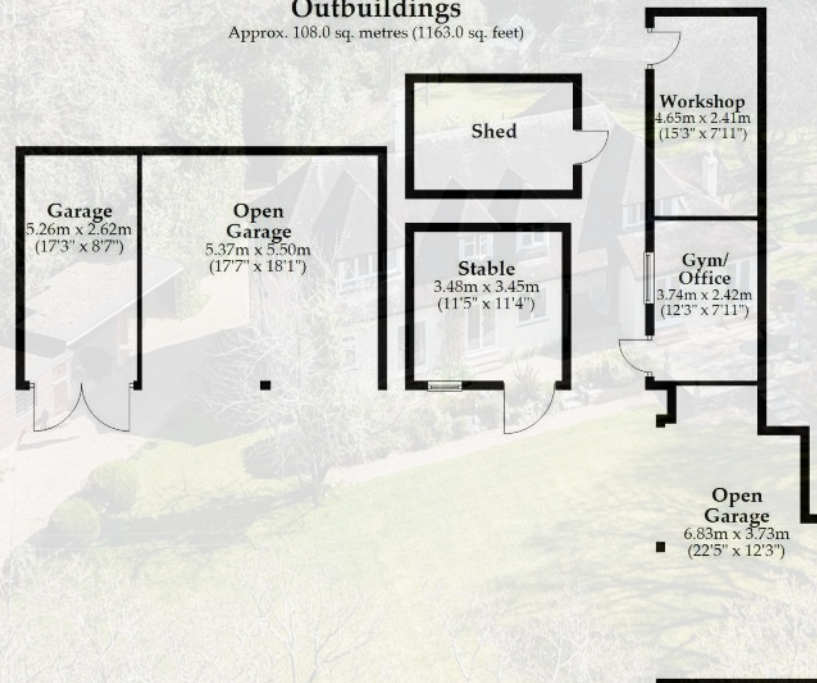 Outbuildings
Approx. 108.0 sq. metres (1163.0 sq. feet)
Workshop
4.65m x 2.41m
(15'3" x 7'11")
Shed
Garage
5.26m x 2.62m
(17'3" x 8'7")
Open
Garage
5.37m x 5.50m
(17'7" x 18'1")
Stable
3.48m x 3.45m
(11'5" x 11'4")
Gym/
Office
3.74m x 2.42m
(12'3" x 7'11")
Open
Garage
6.83m x 3.73m
(22'5" x 12'3")